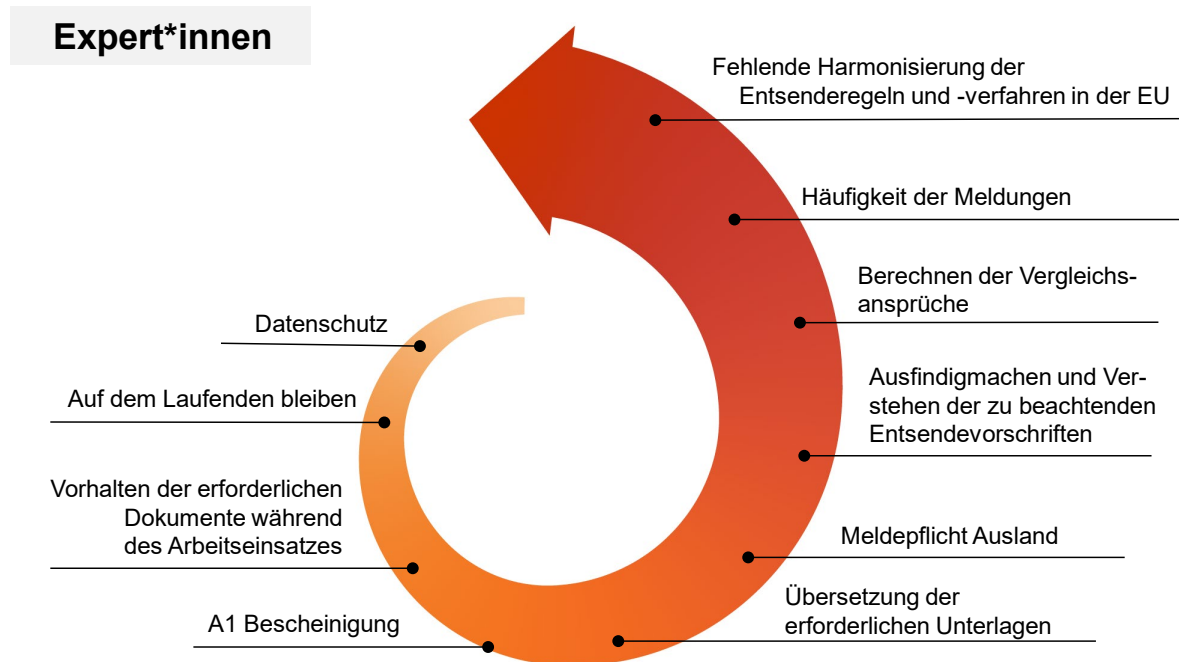 Expert*innen
Fehlende Harmonisierung der
Entsenderegeln und -verfahren in der EU
Häufigkeit der Meldungen
Berechnen der Vergleichs-
ansprüche
Ausfindigmachen und Ver-
stehen der zu beachtenden
Entsendevorschriften
Meldepflicht Ausland
Übersetzung der
erforderlichen Unterlagen
A1 Bescheinigung
Vorhalten der erforderlichen
Dokumente während
des Arbeitseinsatzes
Auf dem Laufenden bleiben
Datenschutz